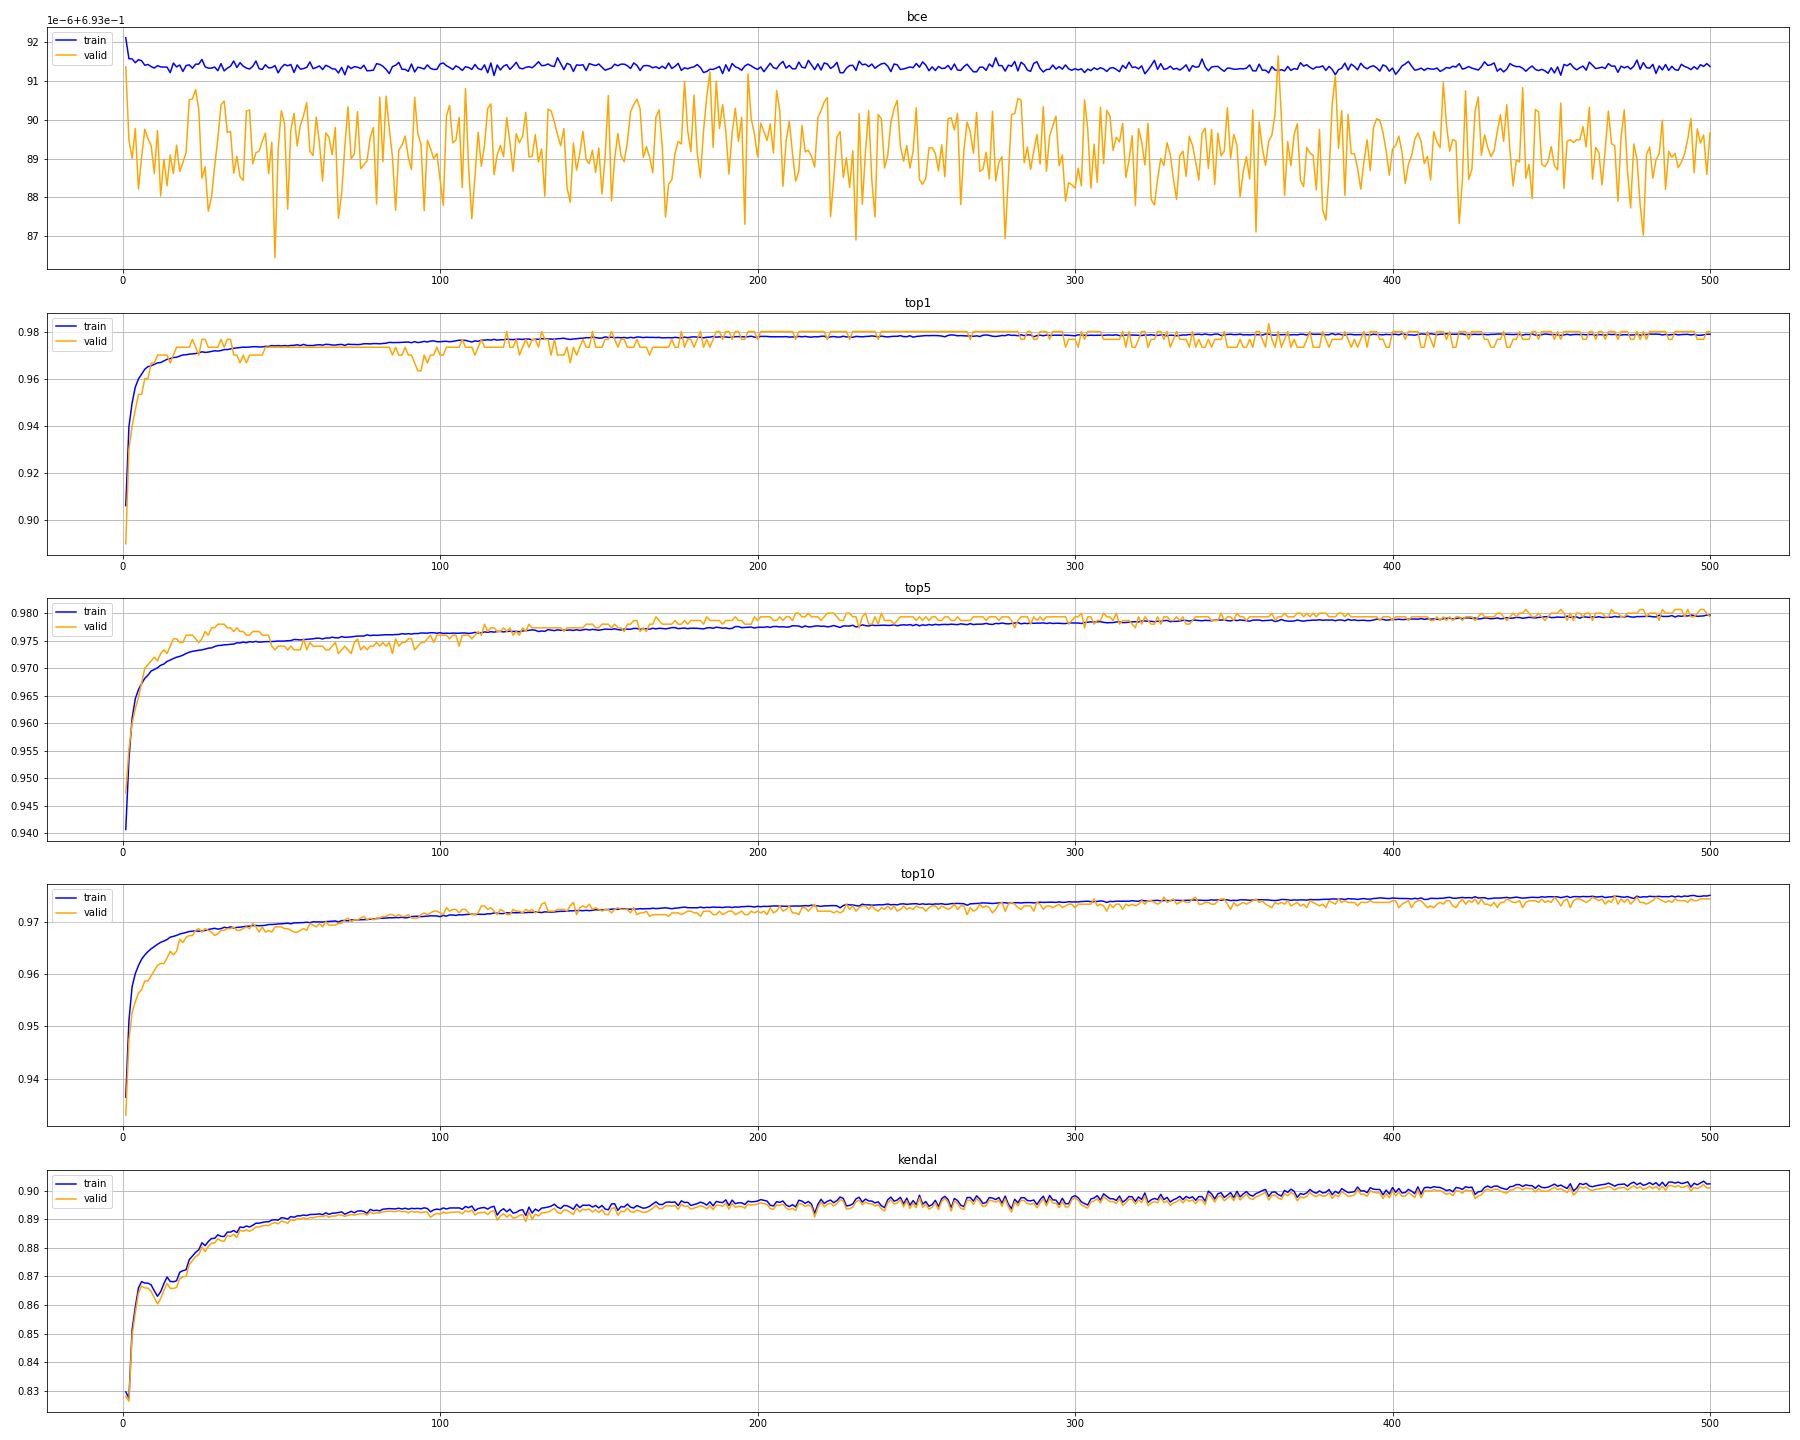 bce
1e−6+6.93e−1
train
valid
92
91
90
89
88
87
0 100 200 300 400 500
top1
train
valid
0.98
0.96
0.94
0.92
0.90
0 100 200 300 400 500
top5
train
valid
0.980
0.975
0.970
0.965
0.960
0.955
0.950
0.945
0.940
0 100 200 300 400 500
top10
train
valid
0.97
0.96
0.95
0.94
0 100 200 300 400 500
kendal
train
valid
0.90
0.89
0.88
0.87
0.86
0.85
0.84
0.83
0 100 200 300 400 500